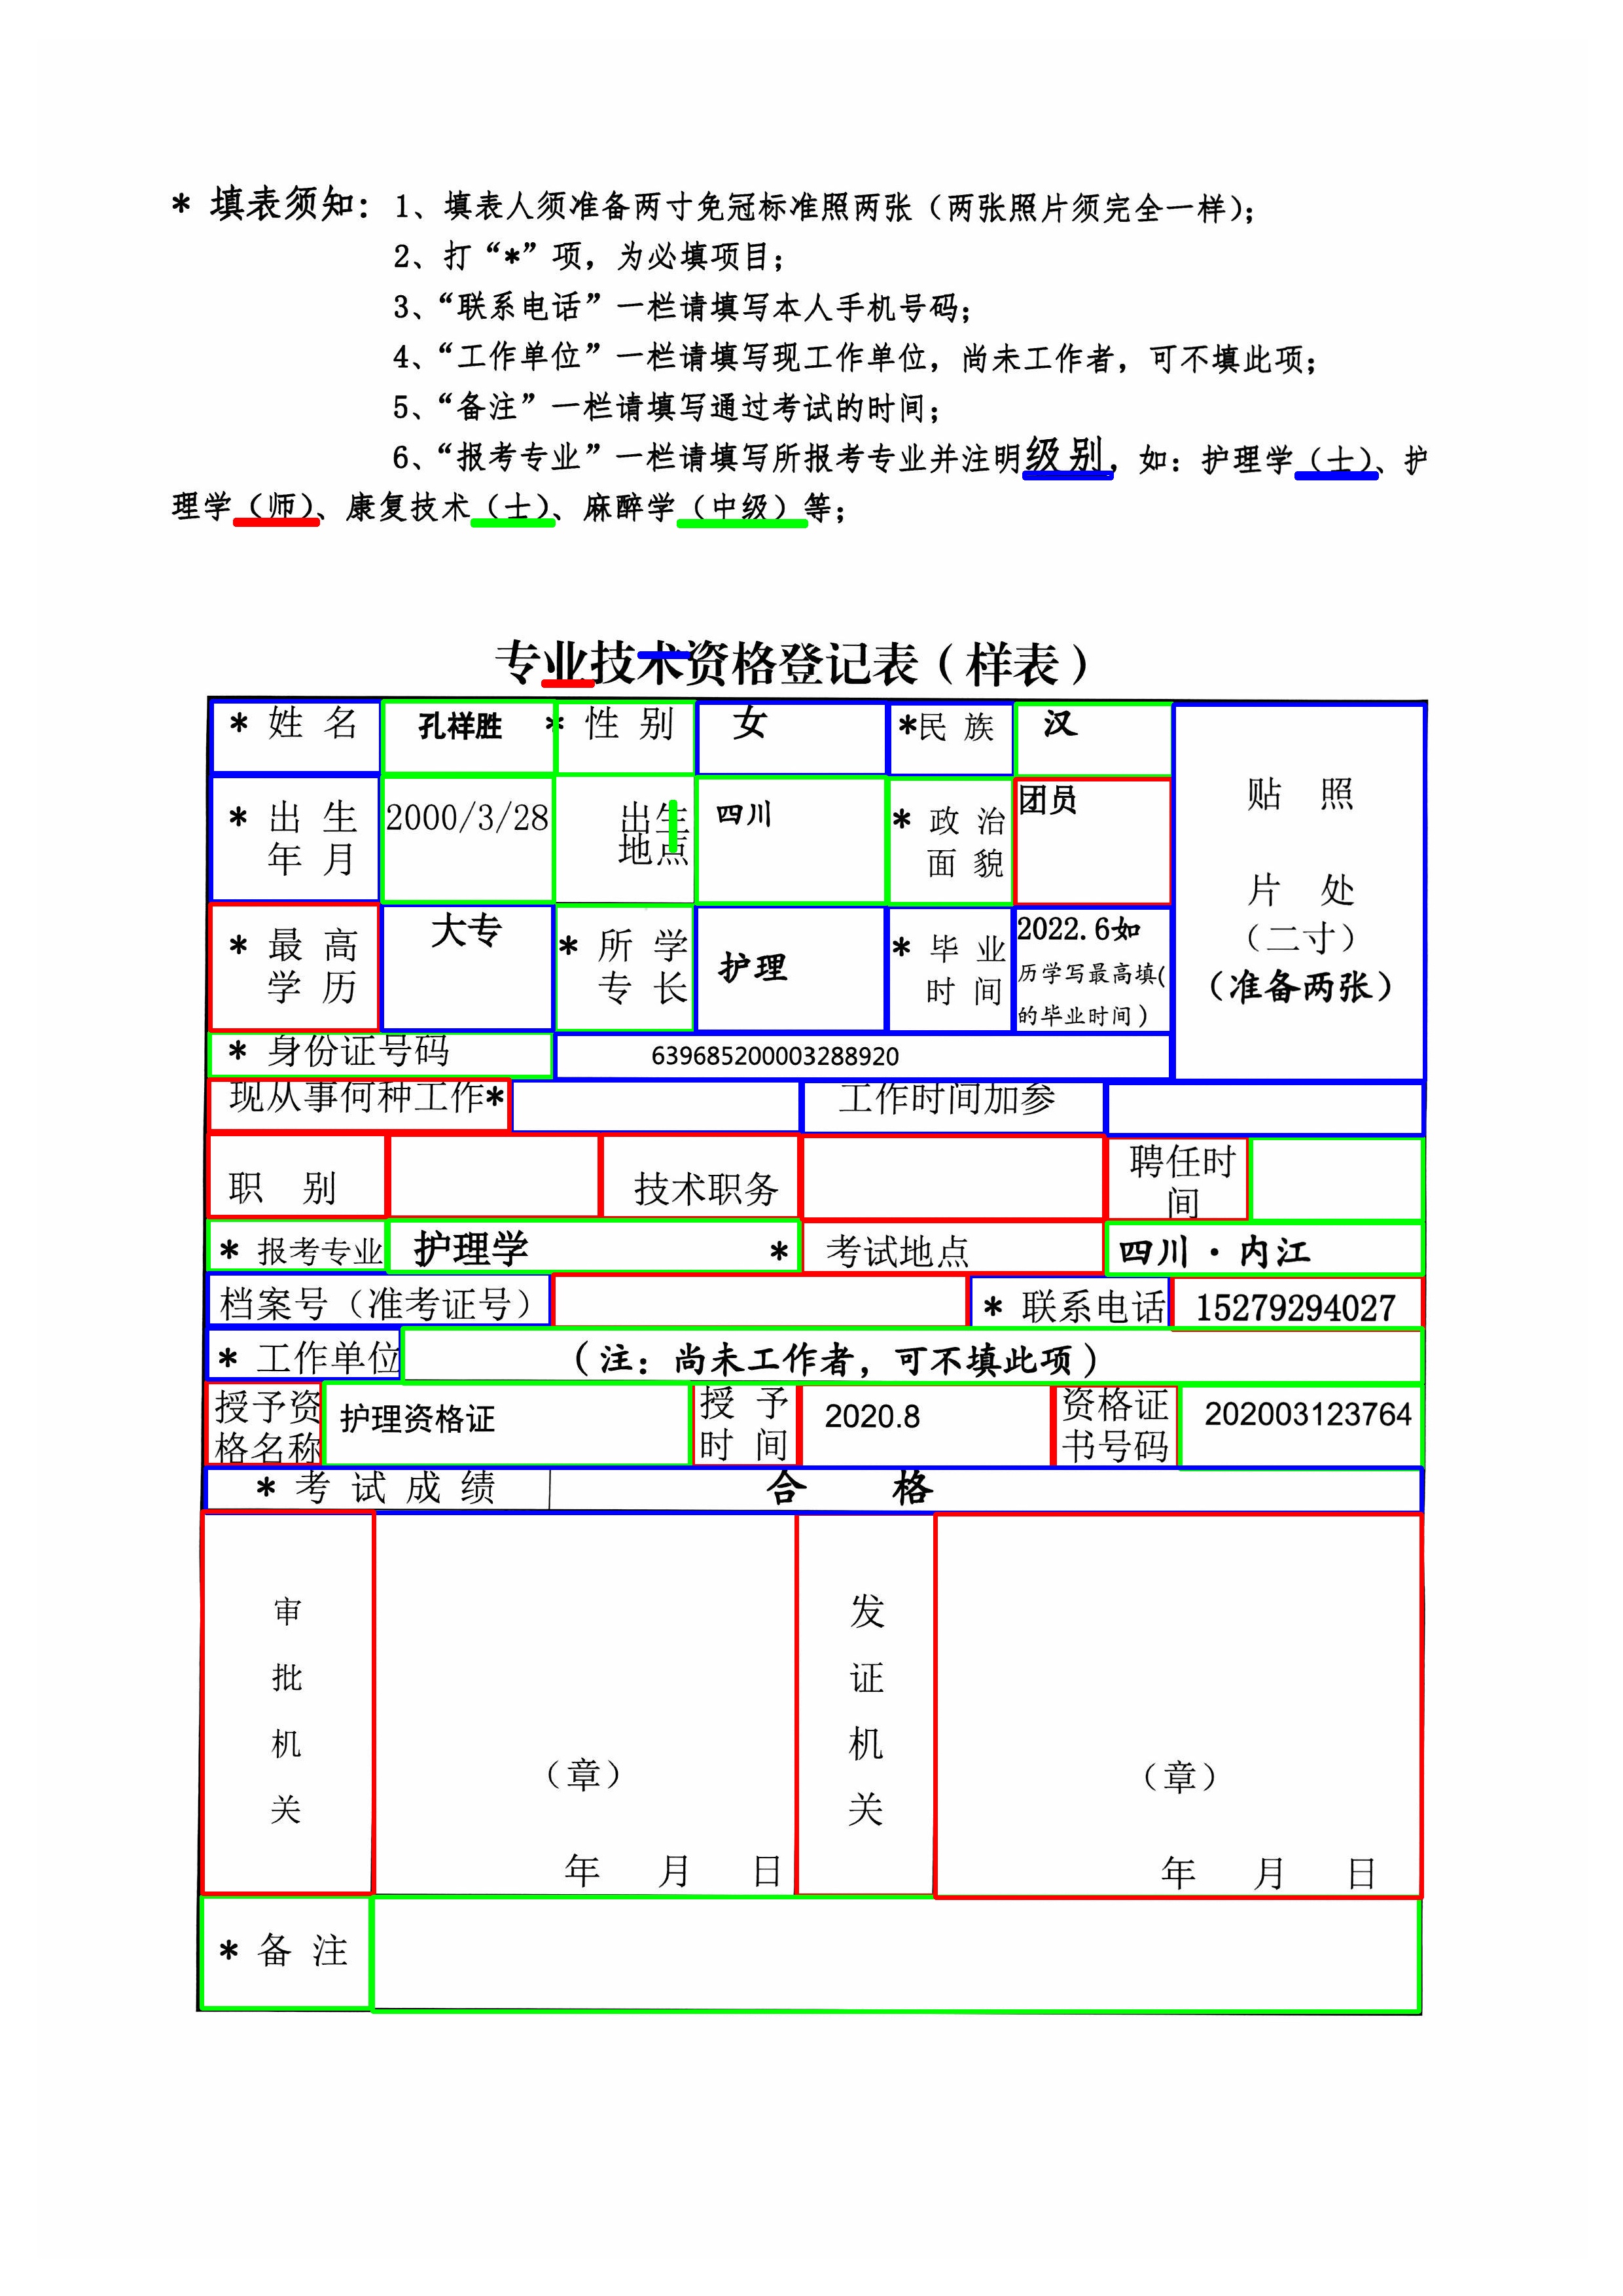 * 填表须知：1、填表人须准备两寸免冠标准照两张（两张照片须完全一样）；
2、打“*”项，为必填项目；
3、“联系电话”一栏请填写本人手机号码；
4、“工作单位”一栏请填写现工作单位，尚未工作者，可不填此项；
5、“备注”一栏请填写通过考试的时间；
6、“报考专业”一栏请填写所报考专业并注明级别，如：护理学（士）、护
理学（师）、康复技术（士）、麻醉学（中级）等；
专业技术资格登记表（样表）
* 姓 名 孔祥胜 * 性 别 女 *民 族 汉
贴 照
片 处
（二寸）
（准备两张）
* 出 生
年 月
2000/3/28
出生
地点
四川
* 政 治
面 貌
团员
* 最 高
学 历
大专
* 所 学
专 长
护理
* 毕 业
时 间
2022.6如
历学写最高填(
的毕业时间）
* 身份证号码 639685200003288920
现从事何种工作* 工作时间加参
职 别 技术职务
聘任时
间
* 报考专业 护理学 * 考试地点 四川·内江
档案号（准考证号） * 联系电话 15279294027
* 工作单位 （注：尚未工作者，可不填此项）
授予资
格名称
护理资格证
授 予
时 间
2020.8
资格证
书号码
202003123764
* 考 试 成 绩 合 格
审
批
机
关
（章）
年 月 日
发
证
机
关
（章）
年 月 日
* 备 注